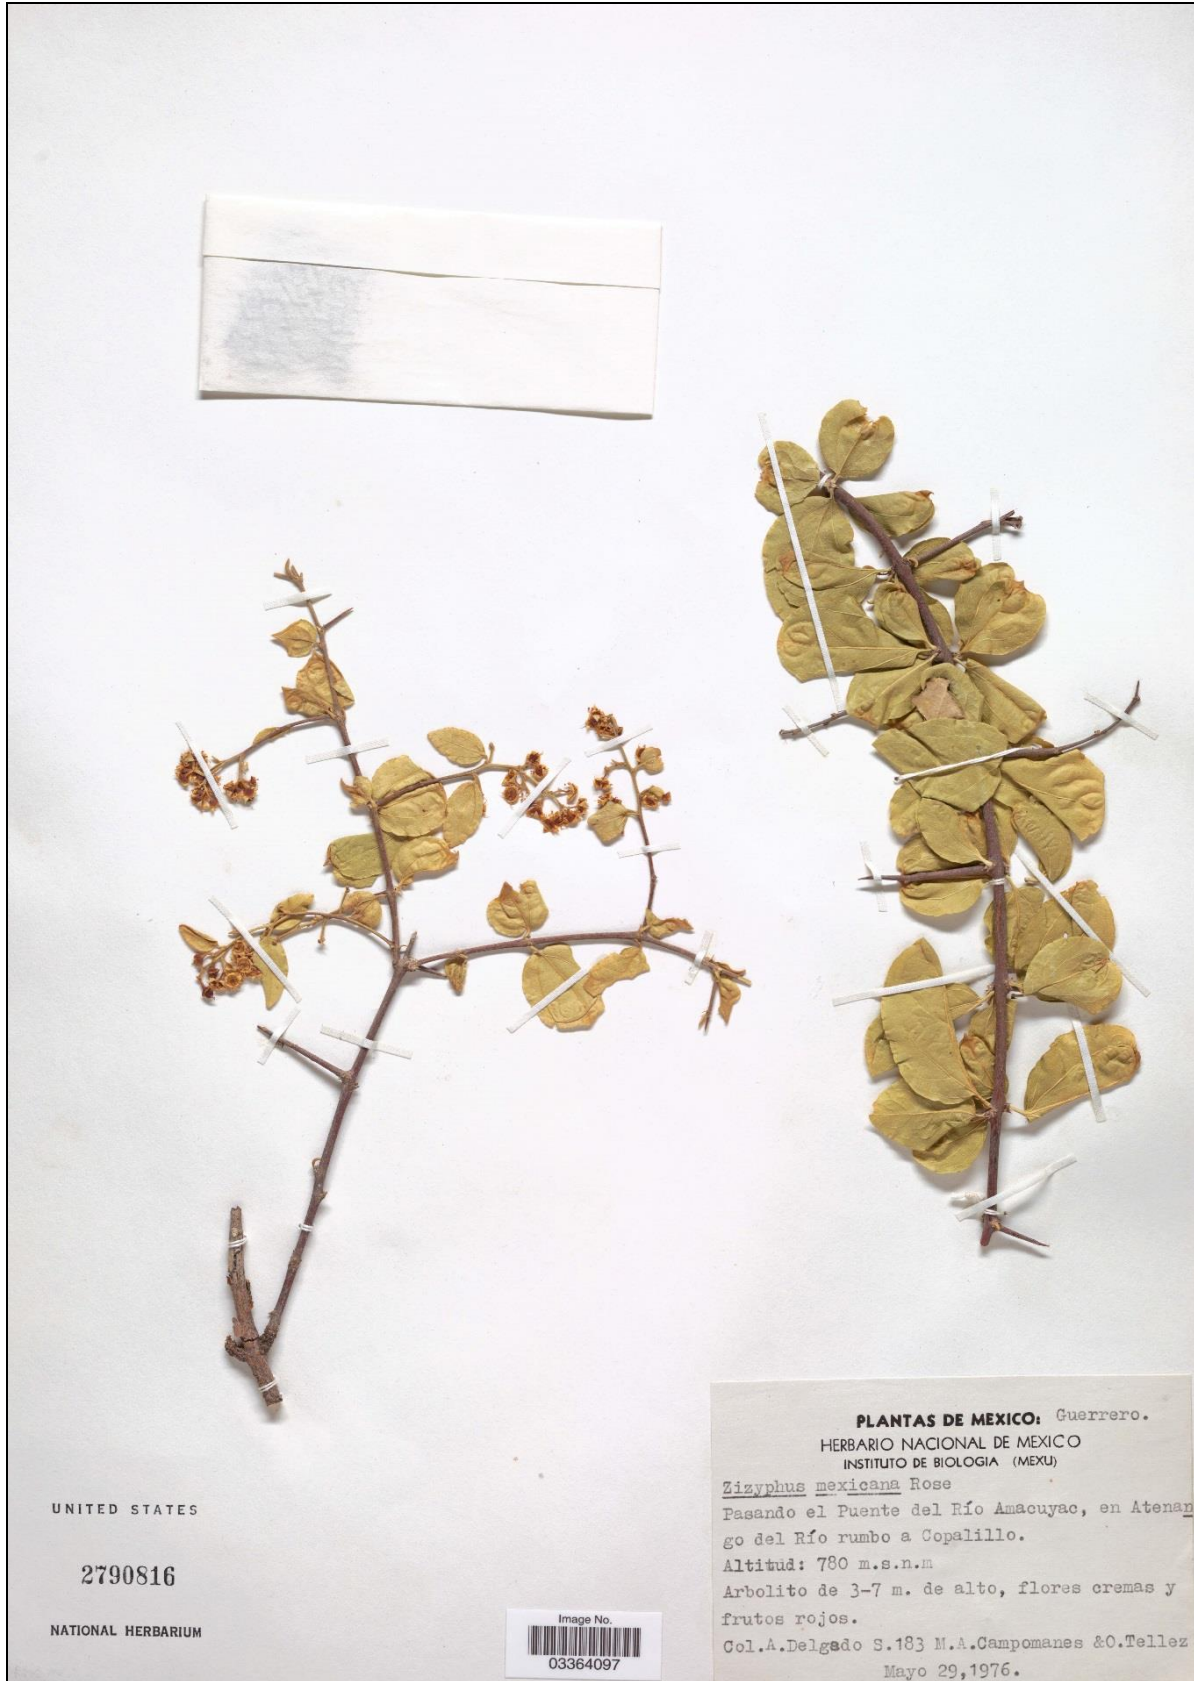 PLANTAS DE MEXICO: Guerrero.
HERBARIO NACIONAL DE MEXICO
INSTITUTO DE BIOLOGIA (MEXU)
Zizyphus mexicana Rose
Pasando el Puente del Río Amacuyac, en Atenan
go del Río rumbo a Copalillo.
Altitud: 780 m.s.n.m
Arbolito de 3-7 m. de alto, flores cremas y
frutos rojos.
Col.A.Delgado S.183 M.A.Campomanes &O.Tellez
Mayo 29,1976.
UNITED STATES
2790816
NATIONAL HERBARIUM
Image No.
03364097